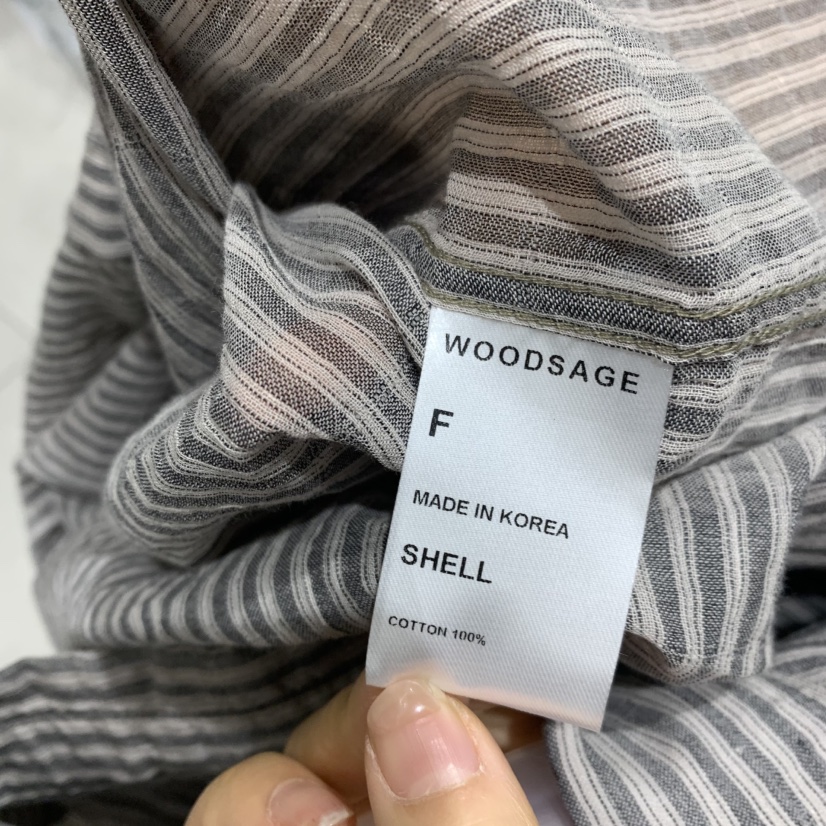 WOODSAGE
F
MADE IN KOREA
SHELL
COTTON 100%